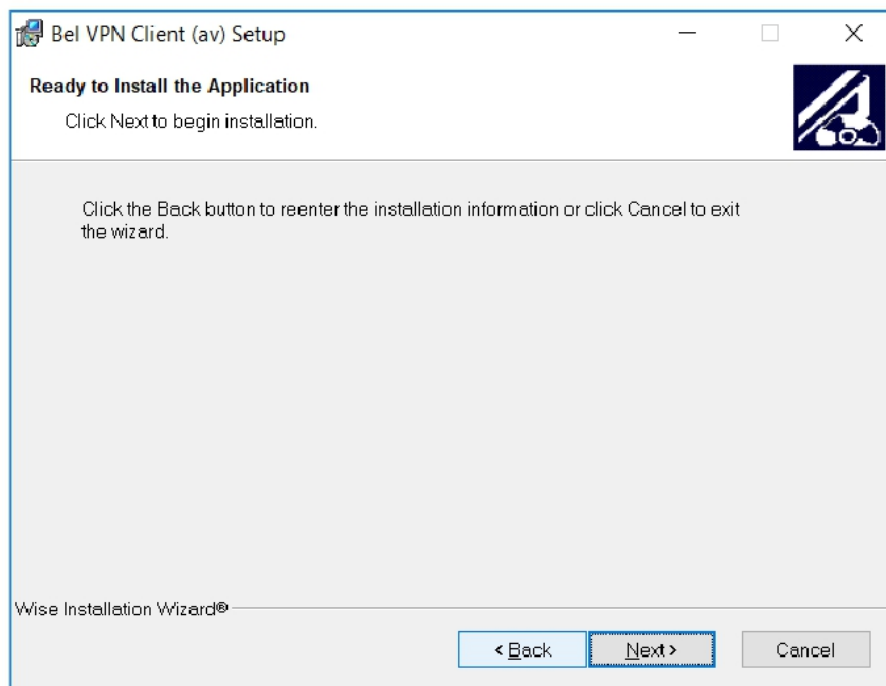 Bel VPN Client (av) Setup
Ready to Install the Application
Click Next to begin installation.
Click the Back button to reenter the installation information or click Cancel to exit
the wizard.
Wise Installation Wizard®
< Back
Next >
Cancel